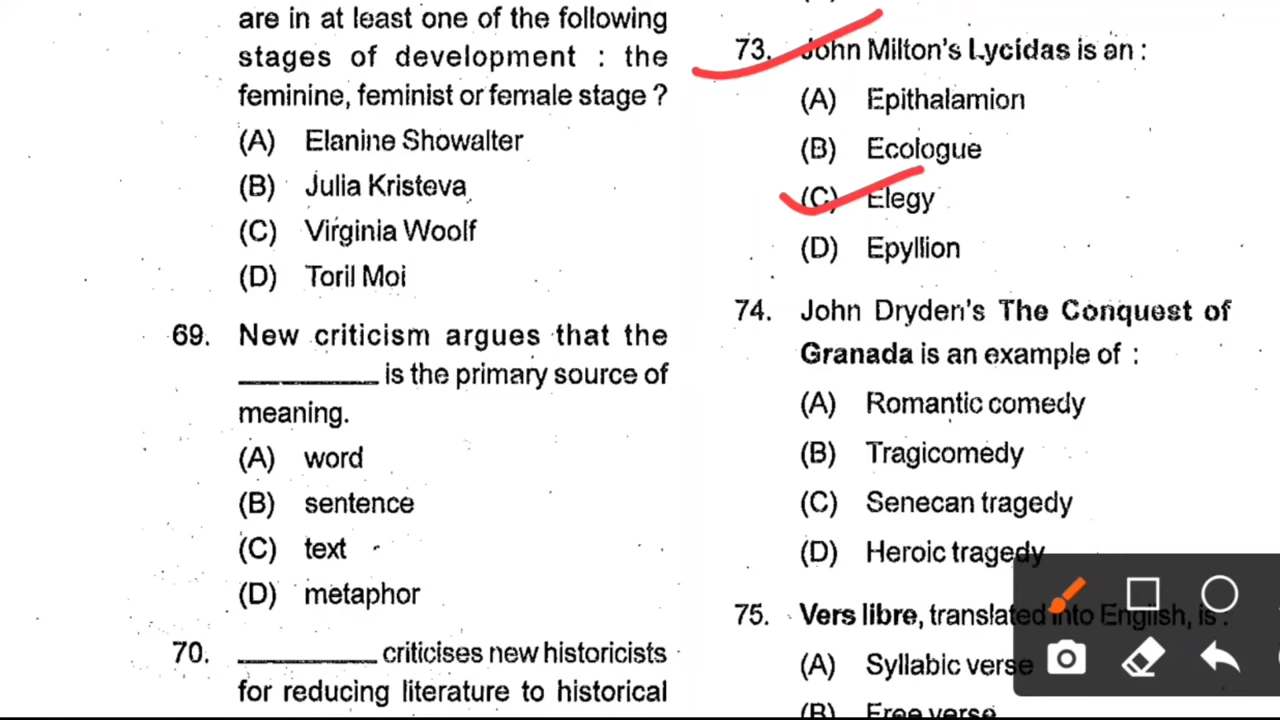 are in at least one of the following
stages of development : the
feminine, feminist or female stage ?
(A) Elanine Showalter
(B) Julia Kristeva
(C) Virginia Woolf
(D) Toril Moi
69. New criticism argues that the
__________ is the primary source of
meaning.
(A) word
(B) sentence
(C) text
(D) metaphor
70. __________ criticises new historicists
for reducing literature to historical
73. John Milton's Lycidas is an :
(A) Epithalamion
(B) Ecologue
(C) Elegy
(D) Epyllion
74. John Dryden's The Conquest of
Granada is an example of :
(A) Romantic comedy
(B) Tragicomedy
(C) Senecan tragedy
(D) Heroic tragedy
75. Vers libre, translated into English, is :
(A) Syllabic verse
(B) Free verse